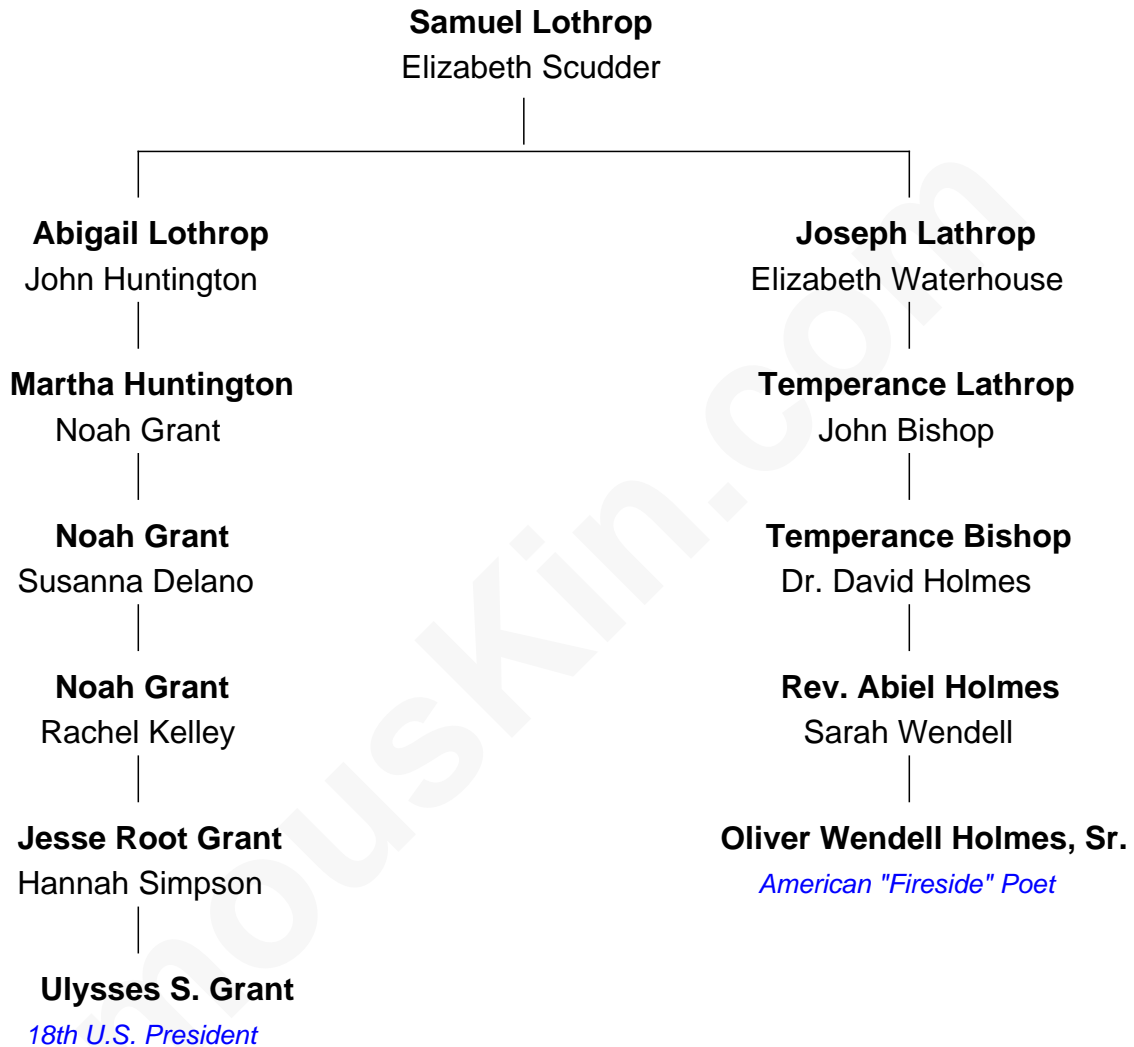 Samuel Lothrop
Elizabeth Scudder
Abigail Lothrop
John Huntington
Joseph Lathrop
Elizabeth Waterhouse
Martha Huntington
Noah Grant
Temperance Lathrop
John Bishop
Noah Grant
Susanna Delano
Temperance Bishop
Dr. David Holmes
Noah Grant
Rachel Kelley
Rev. Abiel Holmes
Sarah Wendell
Jesse Root Grant
Hannah Simpson
Oliver Wendell Holmes, Sr.
American "Fireside" Poet
Ulysses S. Grant
18th U.S. President
mousKin.com